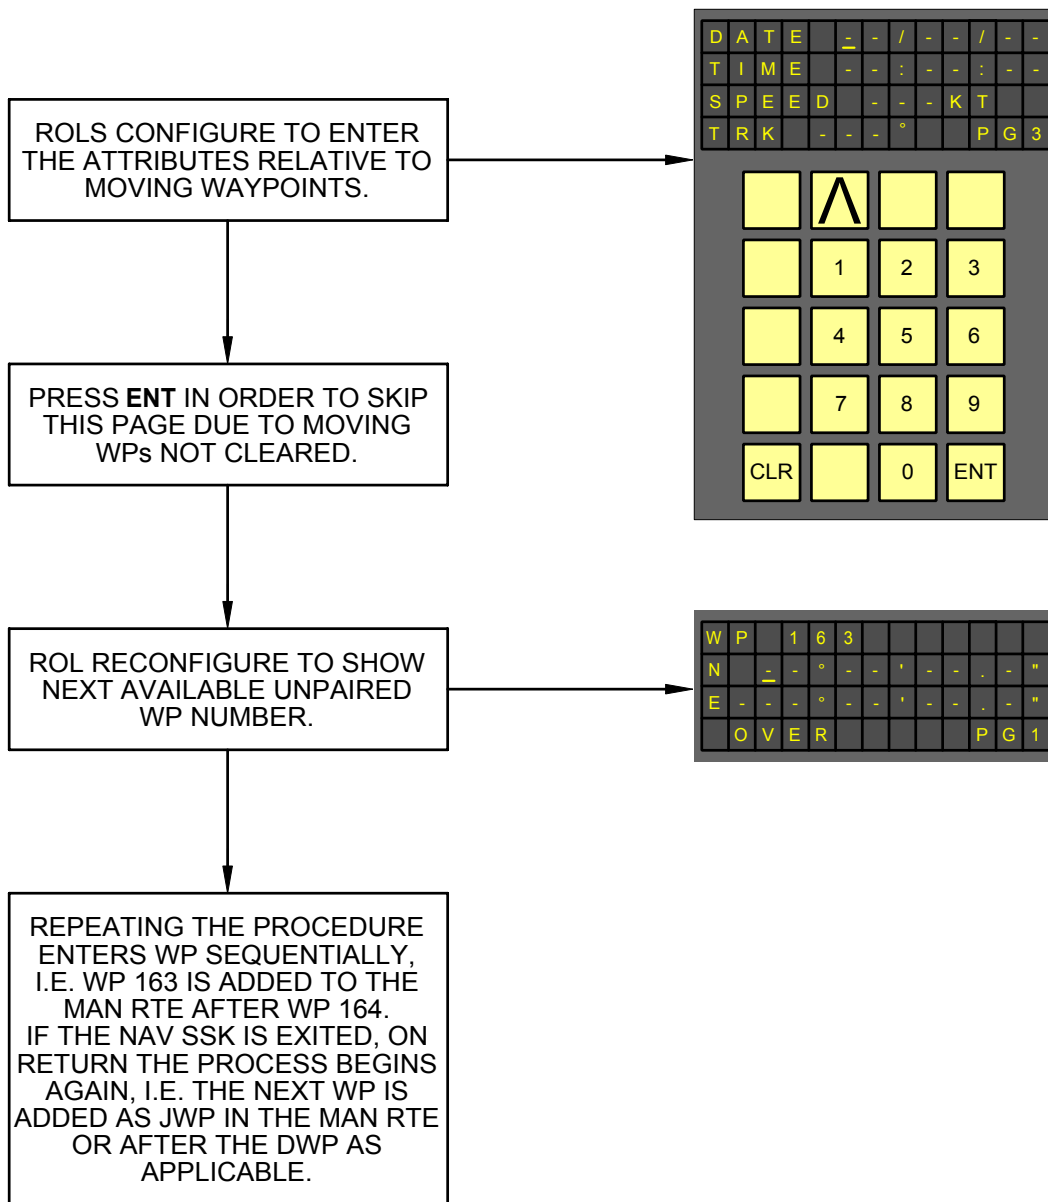 ROLS CONFIGURE TO ENTER
THE ATTRIBUTES RELATIVE TO
MOVING WAYPOINTS.
DATE --/--/--
TIME --:--:--
SPEED ---KT
TRK ---° PG3
Λ
1 2 3
4 5 6
7 8 9
CLR 0 ENT
PRESS ENT IN ORDER TO SKIP
THIS PAGE DUE TO MOVING
WPs NOT CLEARED.
ROL RECONFIGURE TO SHOW
NEXT AVAILABLE UNPAIRED
WP NUMBER.
WP 163
N --°--'--.-"
E---°--'--.-"
OVER PG1
REPEATING THE PROCEDURE
ENTERS WP SEQUENTIALLY,
I.E. WP 163 IS ADDED TO THE
MAN RTE AFTER WP 164.
IF THE NAV SSK IS EXITED, ON
RETURN THE PROCESS BEGINS
AGAIN, I.E. THE NEXT WP IS
ADDED AS JWP IN THE MAN RTE
OR AFTER THE DWP AS
APPLICABLE.